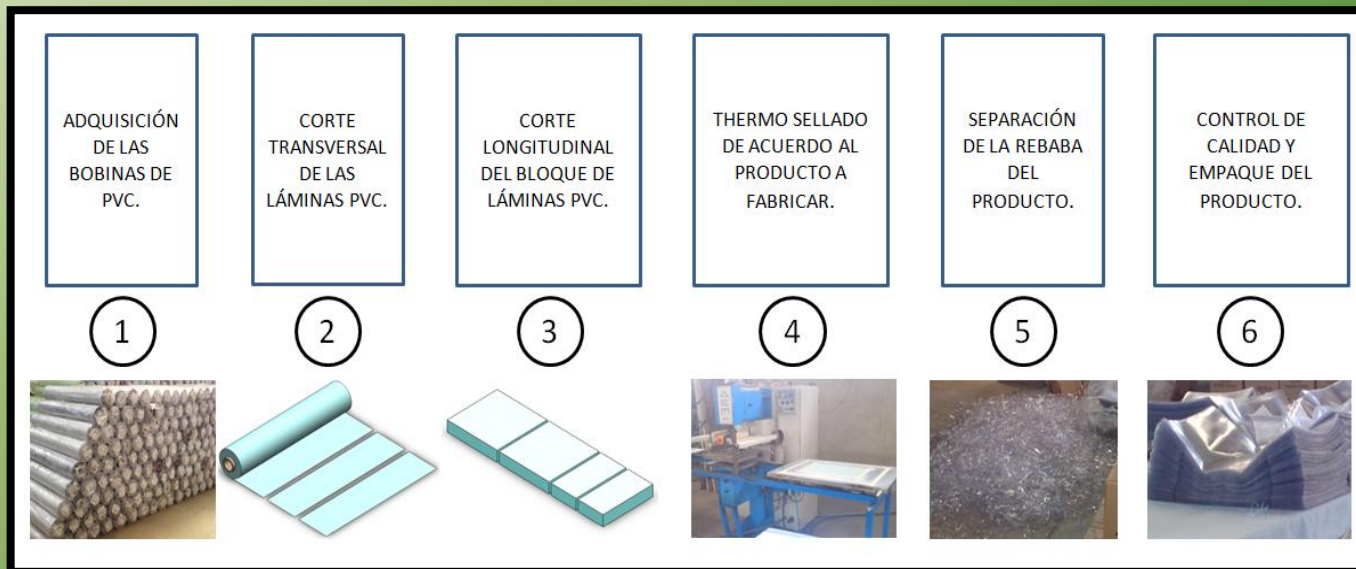 ADQUISICIÓN
DE LAS
BOBINAS DE
PVC.
CORTE
TRANSVERSAL
DE LAS
LÁMINAS PVC.
CORTE
LONGITUDINAL
DEL BLOQUE DE
LÁMINAS PVC.
THERMO SELLADO
DE ACUERDO AL
PRODUCTO A
FABRICAR.
SEPARACIÓN
DE LA REBABA
DEL
PRODUCTO.
CONTROL DE
CALIDAD Y
EMPAQUE DEL
PRODUCTO.
1
2
3
4
5
6